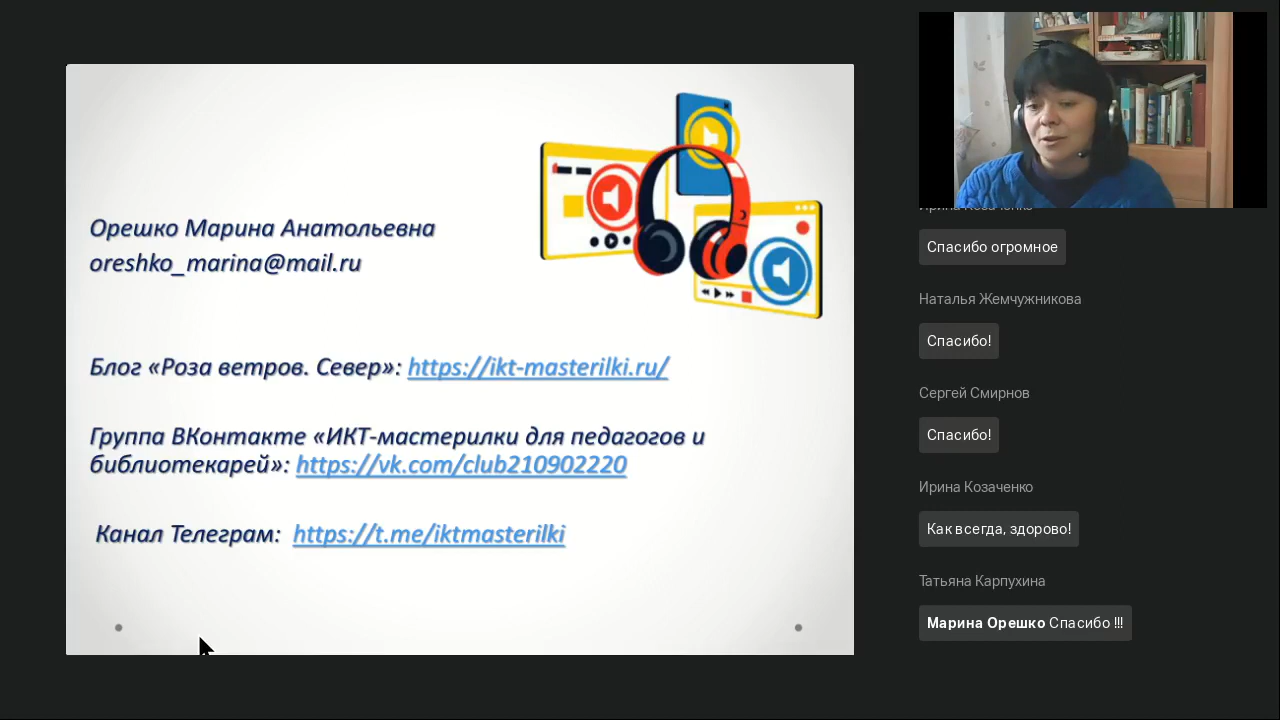 Орешко Марина Анатольевна
oreshko_marina@mail.ru
Блог «Роза ветров. Север»: https://ikt-masterilki.ru/
Группа ВКонтакте «ИКТ-мастерилки для педагогов и
библиотекарей»: https://vk.com/club210902220
Канал Телеграм: https://t.me/iktmasterilki
Ирина Козаченко
Спасибо огромное
Наталья Жемчужникова
Спасибо!
Сергей Смирнов
Спасибо!
Ирина Козаченко
Как всегда, здорово!
Татьяна Карпухина
Марина Орешко Спасибо !!!